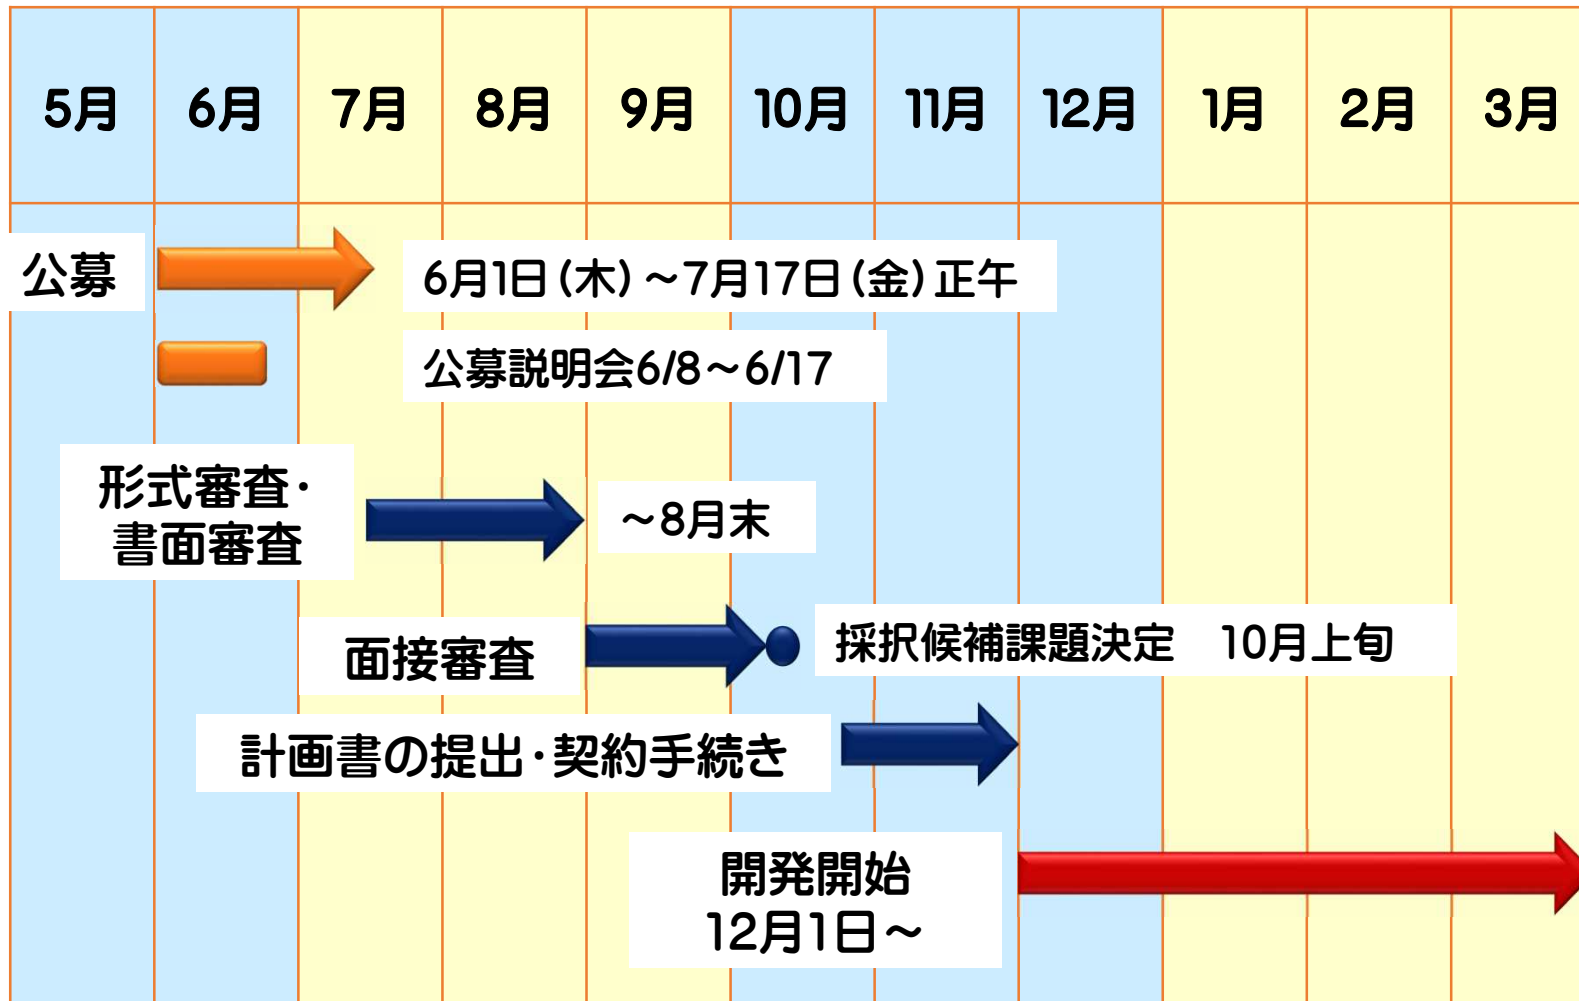 5月 6月 7月 8月 9月 10月 11月 12月 1月 2月 3月
公募
6月1日(木)～7月17日(金)正午
公募説明会6/8～6/17
形式審査・
書面審査
～8月末
面接審査
採択候補課題決定　10月上旬
計画書の提出・契約手続き
開発開始
12月1日～